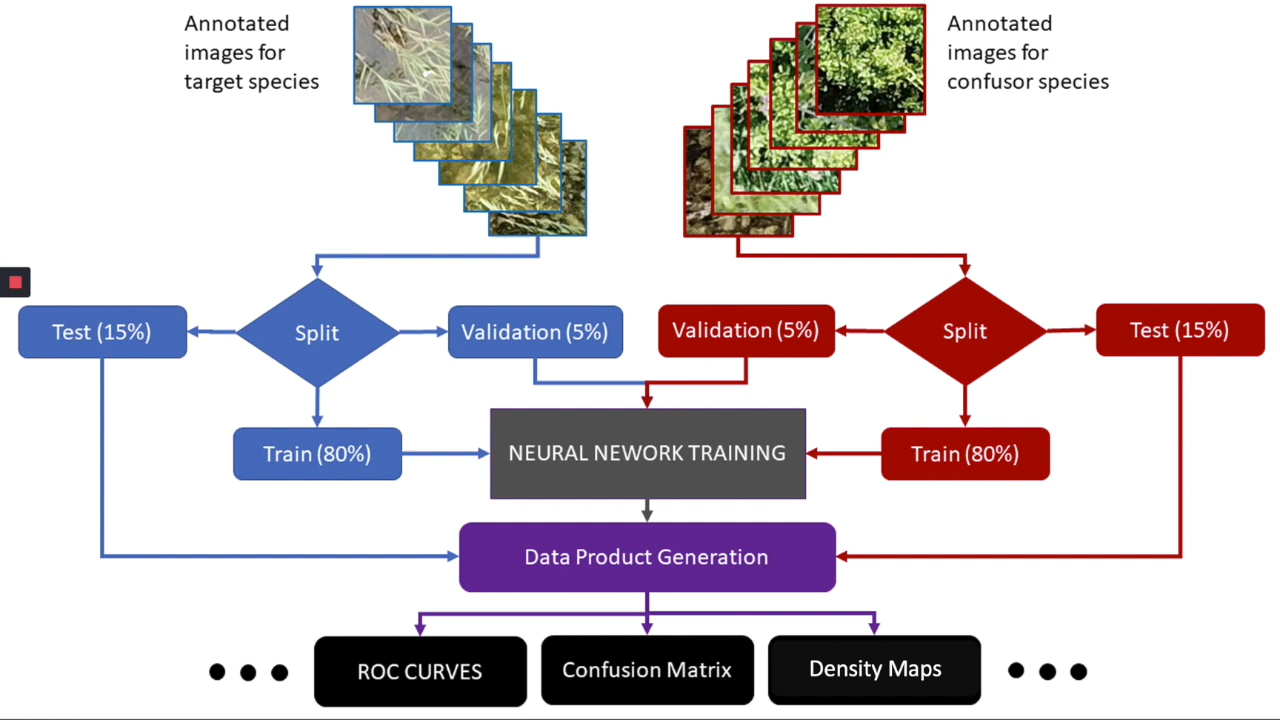 Annotated
images for
target species
Annotated
images for
confusor species
Test (15%)
Split
Validation (5%)
Validation (5%)
Split
Test (15%)
Train (80%)
NEURAL NEWORK TRAINING
Train (80%)
Data Product Generation
ROC CURVES
Confusion Matrix
Density Maps